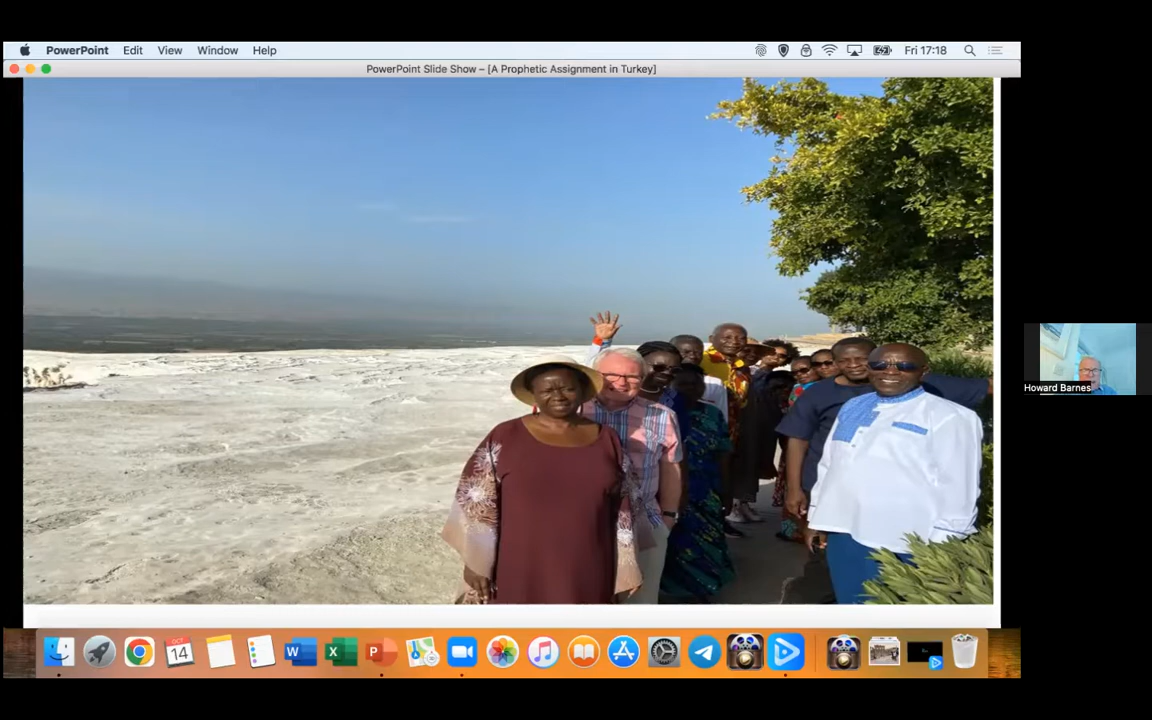 PowerPoint Edit View Window Help Fri 17:18
PowerPoint Slide Show – [A Prophetic Assignment in Turkey]
Howard Barnes
OCT
14
W
X
P